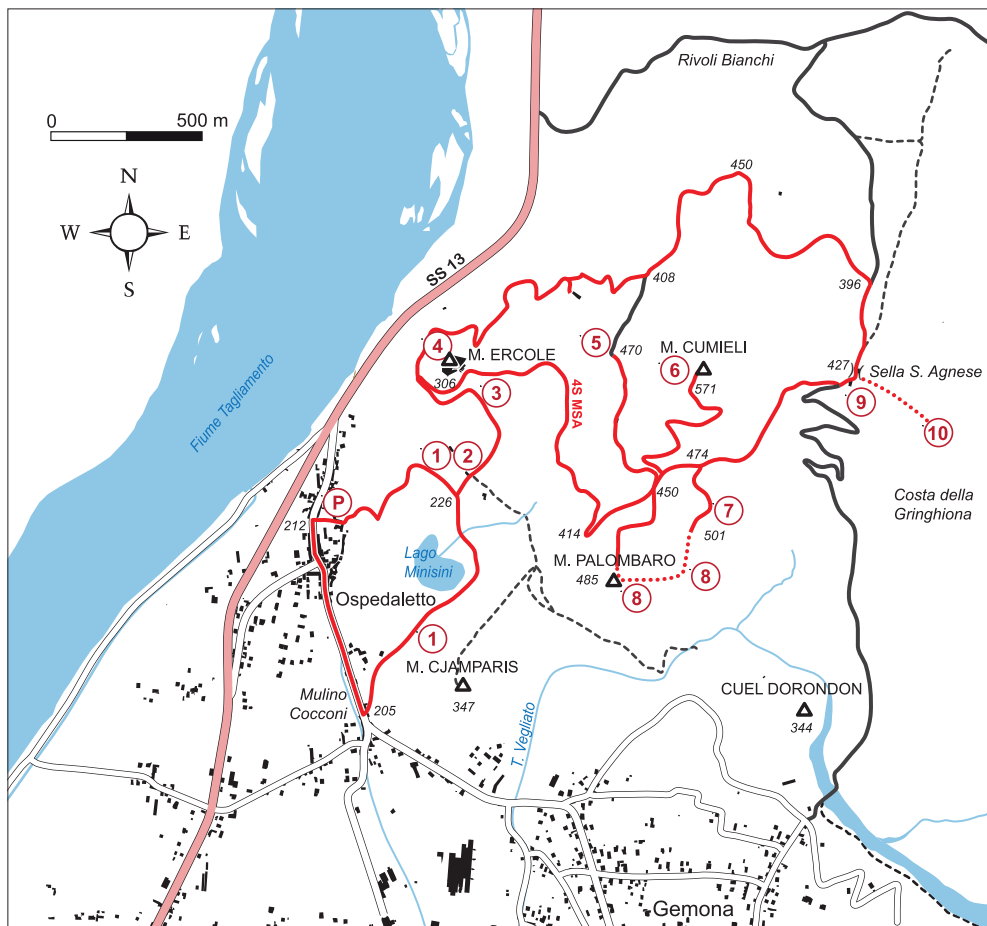 Rivoli Bianchi
0 500 m
N
W E
S
SS 13
450
408
396
4
M. ERCOLE
306
5
470
M. CUMIELI
6
571
427
Sella S. Agnese
3
4S MSA
9
10
Fiume Tagliamento
1 2
474
P
226
450
7
Costa della
Gringhiona
212
414
501
Lago
Minisini
M. PALOMBARO
485
8
8
Ospedaletto
1
M. CJAMPARIS
347
CUEL DORONDON
344
Mulino
Cocconi
205
T. Vegliato
Gemona